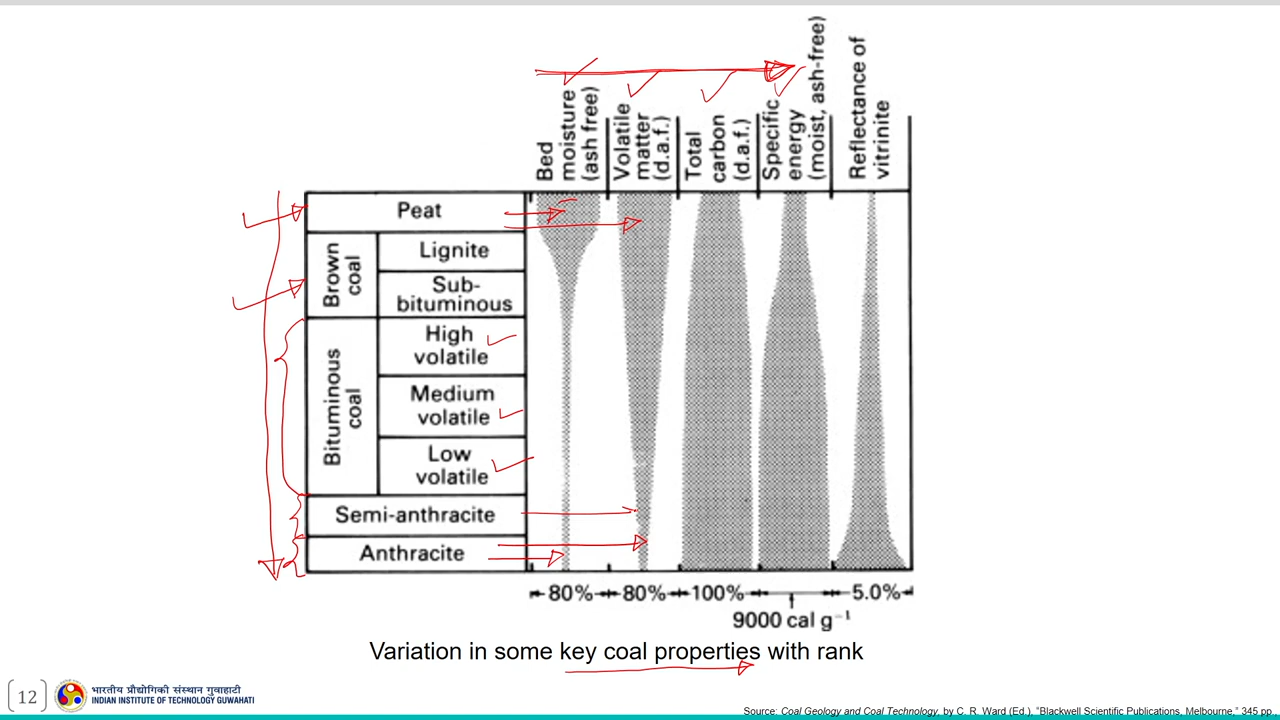 Bed
moisture
(ash free)
Volatile
matter
(d.a.f.)
Total
carbon
(d.a.f.)
Specific
energy
(moist, ash-free)
Reflectance of
vitrinite
Peat
Brown
coal
Lignite
Sub-
bituminous
Bituminous
coal
High
volatile
Medium
volatile
Low
volatile
Semi-anthracite
Anthracite
80%
80%
100%
5.0%
9000 cal g⁻¹
Variation in some key coal properties with rank
12
भारतीय प्रौद्योगिकी संस्थान गुवाहाटी
INDIAN INSTITUTE OF TECHNOLOGY GUWAHATI
Source: Coal Geology and Coal Technology, by C. R. Ward (Ed.), "Blackwell Scientific Publications, Melbourne," 345 pp.